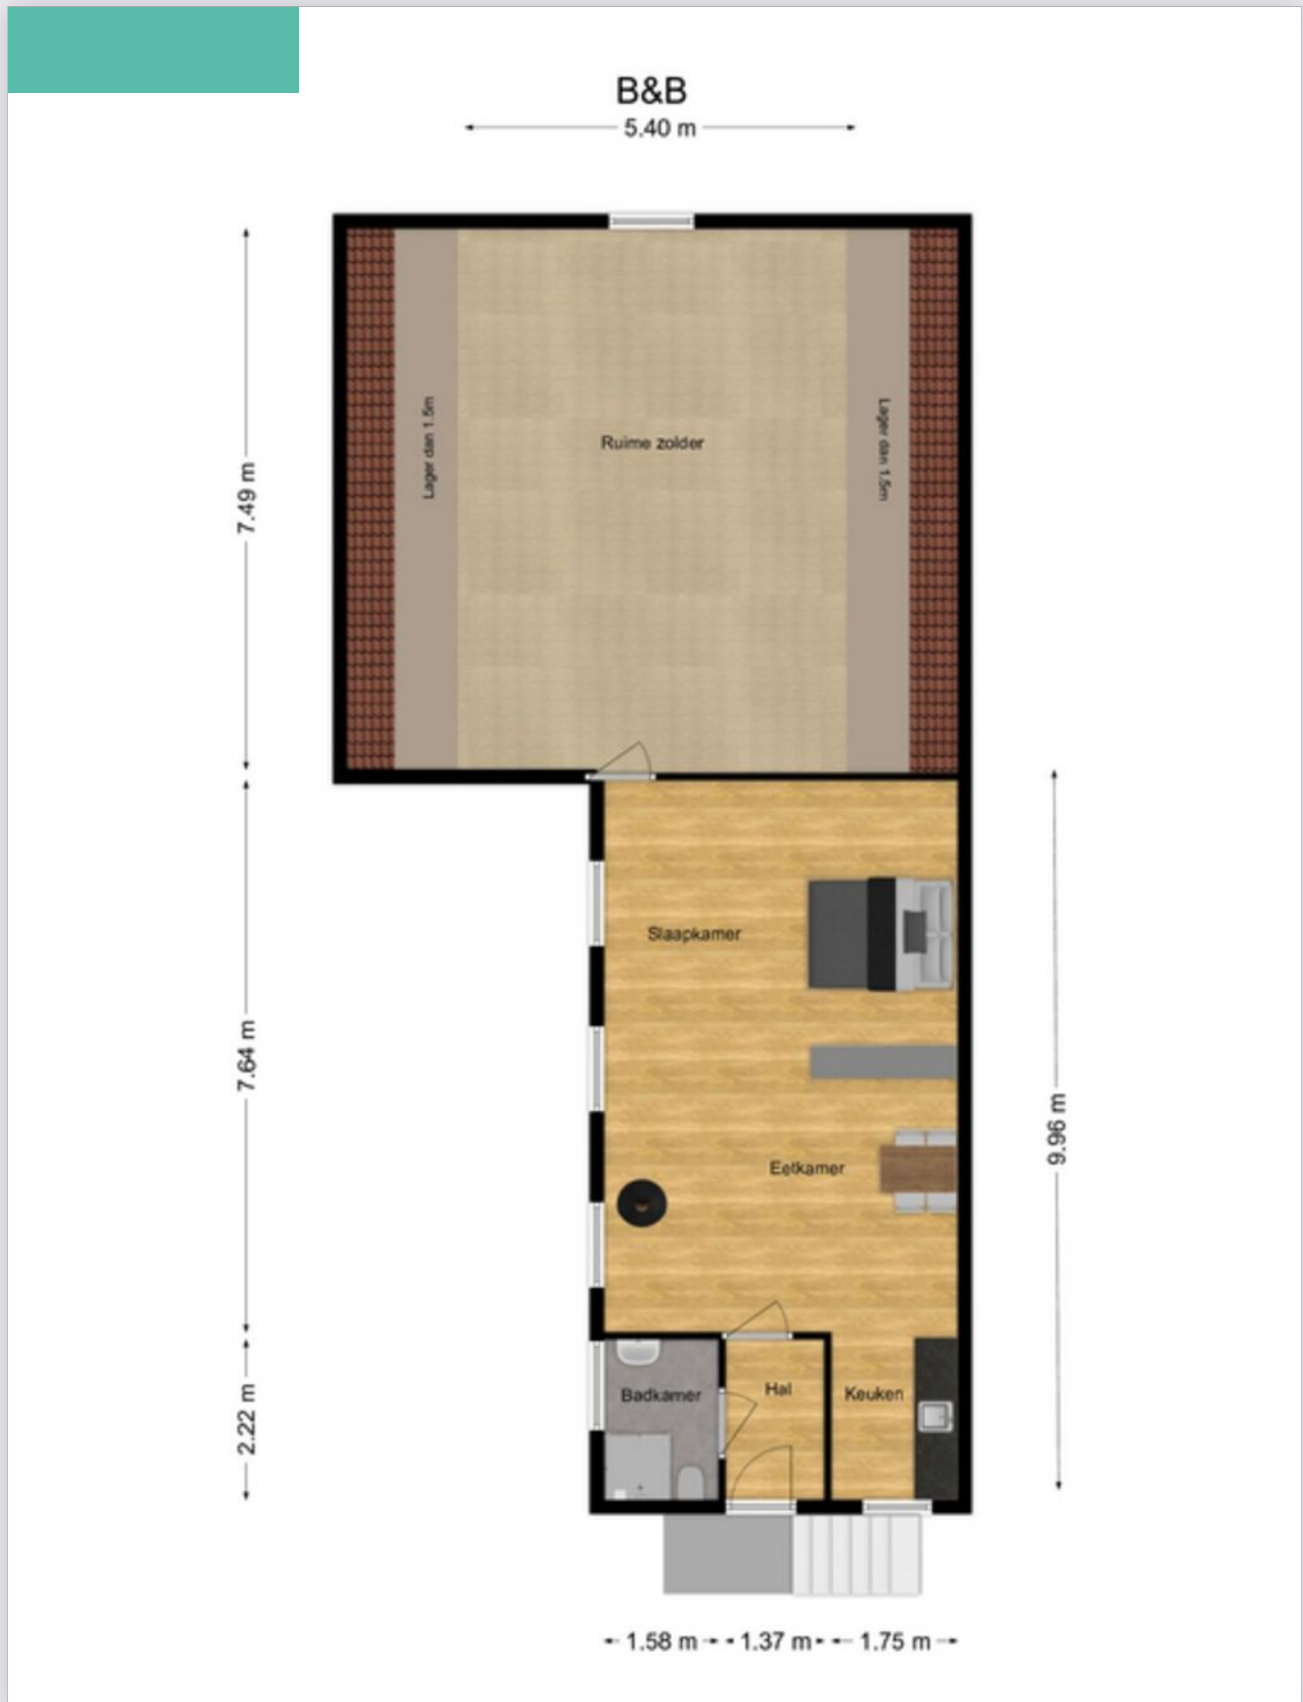 B&B
5.40 m
Lager dan 1.5m
Ruime zolder
Lager dan 1.5m
7.49 m
Slaapkamer
7.64 m
9.96 m
Eetkamer
Badkamer
Hal
Keuken
2.22 m
1.58 m
1.37 m
1.75 m